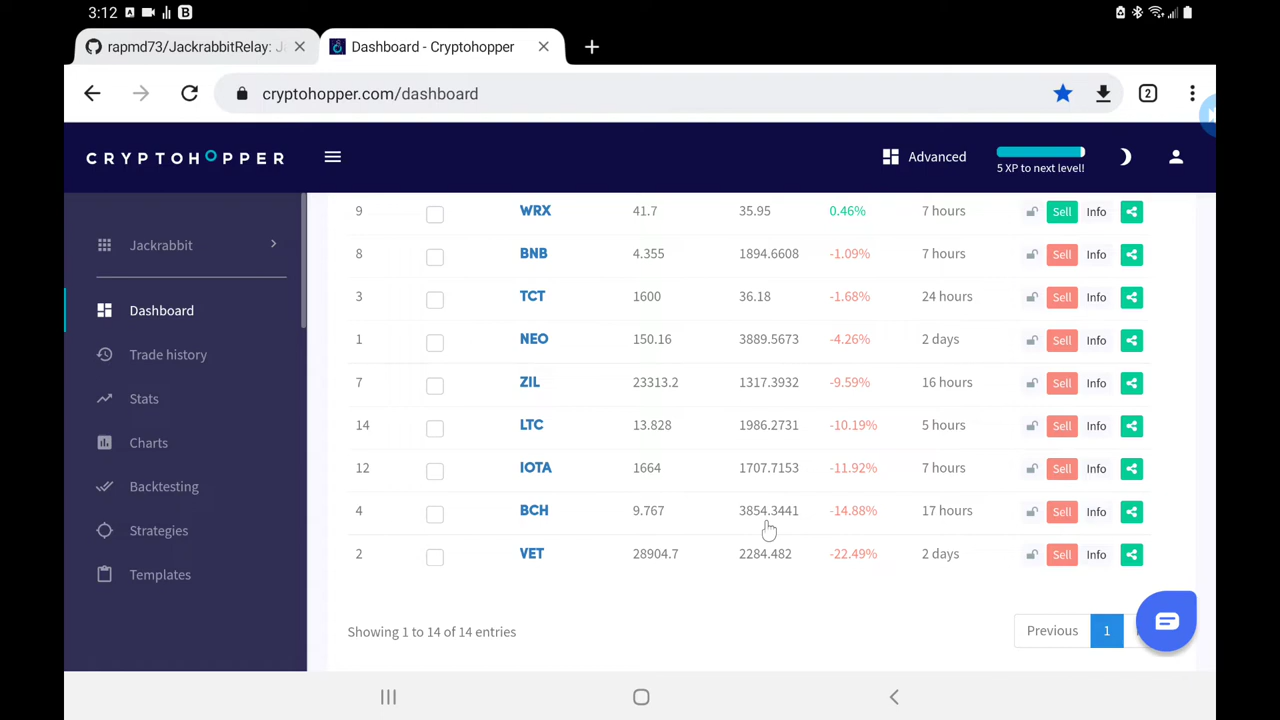 3:12
rapmd73/JackrabbitRelay: J
Dashboard - Cryptohopper
cryptohopper.com/dashboard
2
CRYPTOHOPPER
Advanced
5 XP to next level!
Jackrabbit
Dashboard
Trade history
Stats
Charts
Backtesting
Strategies
Templates
9 WRX 41.7 35.95 0.46% 7 hours Sell Info
8 BNB 4.355 1894.6608 -1.09% 7 hours Sell Info
3 TCT 1600 36.18 -1.68% 24 hours Sell Info
1 NEO 150.16 3889.5673 -4.26% 2 days Sell Info
7 ZIL 23313.2 1317.3932 -9.59% 16 hours Sell Info
14 LTC 13.828 1986.2731 -10.19% 5 hours Sell Info
12 IOTA 1664 1707.7153 -11.92% 7 hours Sell Info
4 BCH 9.767 3854.3441 -14.88% 17 hours Sell Info
2 VET 28904.7 2284.482 -22.49% 2 days Sell Info
Showing 1 to 14 of 14 entries
Previous 1